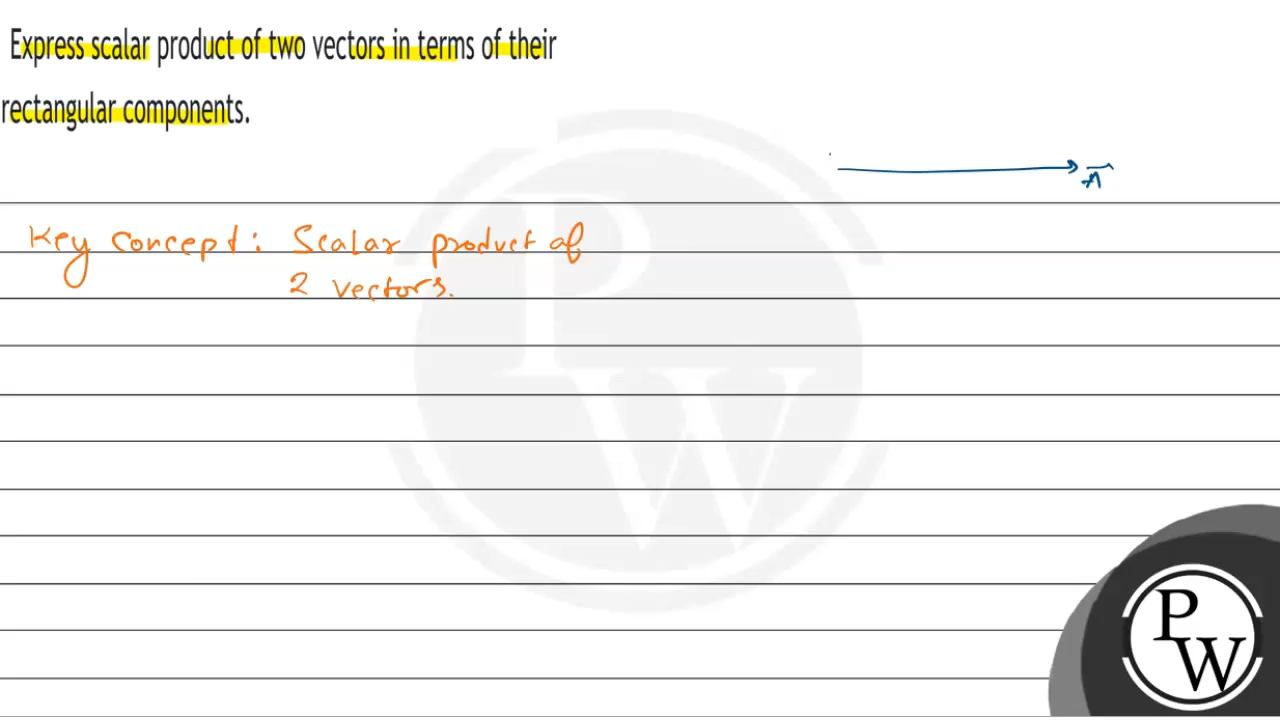 Express scalar product of two vectors in terms of their
rectangular components.
A
Key concept: Scalar product of
2 vectors.
P
W
P
W